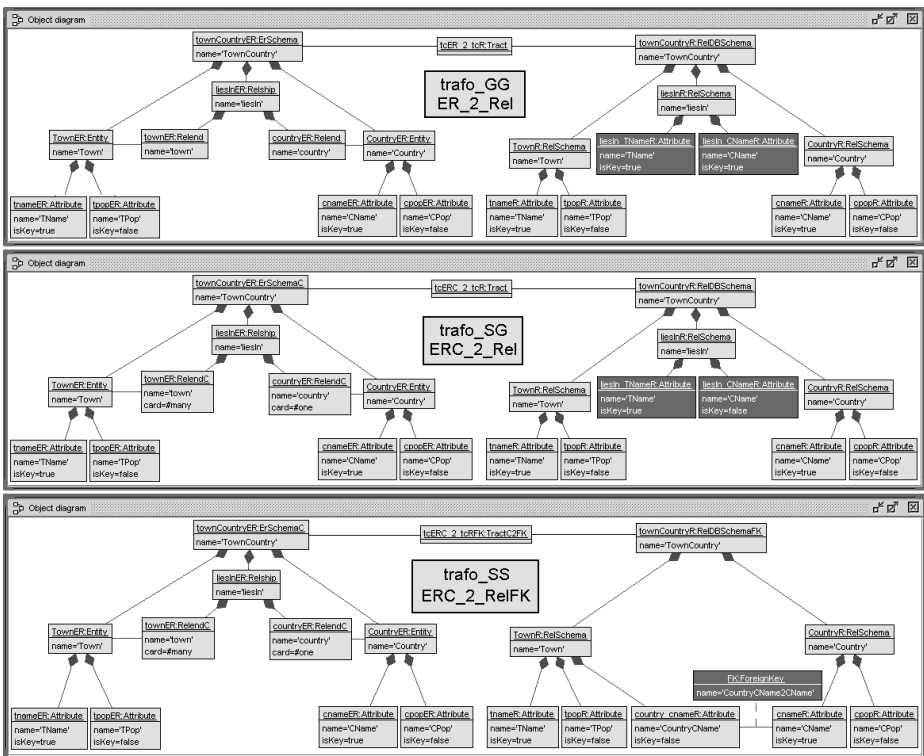 Object diagram
townCountryER:ErSchema
name='TownCountry'
tcER_2_tcR:Tract
townCountryR:RelDBSchema
name='TownCountry'
trafo_GG
ER_2_Rel
liesInER:Relship
name='liesIn'
liesInR:RelSchema
name='liesIn'
TownER:Entity
name='Town'
townER:Relend
name='town'
countryER:Relend
name='country'
CountryER:Entity
name='Country'
TownR:RelSchema
name='Town'
liesIn_TNameR:Attribute
name='TName'
isKey=true
liesIn_CNameR:Attribute
name='CName'
isKey=true
CountryR:RelSchema
name='Country'
tnameER:Attribute
name='TName'
isKey=true
tpopER:Attribute
name='TPop'
isKey=false
cnameER:Attribute
name='CName'
isKey=true
cpopER:Attribute
name='CPop'
isKey=false
tnameR:Attribute
name='TName'
isKey=true
tpopR:Attribute
name='TPop'
isKey=false
cnameR:Attribute
name='CName'
isKey=true
cpopR:Attribute
name='CPop'
isKey=false
Object diagram
townCountryER:ErSchemaC
name='TownCountry'
tcERC_2_tcR:Tract
townCountryR:RelDBSchema
name='TownCountry'
trafo_SG
ERC_2_Rel
liesInER:Relship
name='liesIn'
liesInR:RelSchema
name='liesIn'
TownER:Entity
name='Town'
townER:RelendC
name='town'
card=#many
countryER:RelendC
name='country'
card=#one
CountryER:Entity
name='Country'
TownR:RelSchema
name='Town'
liesIn_TNameR:Attribute
name='TName'
isKey=true
liesIn_CNameR:Attribute
name='CName'
isKey=false
CountryR:RelSchema
name='Country'
tnameER:Attribute
name='TName'
isKey=true
tpopER:Attribute
name='TPop'
isKey=false
cnameER:Attribute
name='CName'
isKey=true
cpopER:Attribute
name='CPop'
isKey=false
tnameR:Attribute
name='TName'
isKey=true
tpopR:Attribute
name='TPop'
isKey=false
cnameR:Attribute
name='CName'
isKey=true
cpopR:Attribute
name='CPop'
isKey=false
Object diagram
townCountryER:ErSchemaC
name='TownCountry'
tcERC_2_tcRFK:TractC2FK
townCountryR:RelDBSchemaFK
name='TownCountry'
trafo_SS
ERC_2_RelFK
liesInER:Relship
name='liesIn'
TownER:Entity
name='Town'
townER:RelendC
name='town'
card=#many
countryER:RelendC
name='country'
card=#one
CountryER:Entity
name='Country'
TownR:RelSchema
name='Town'
CountryR:RelSchema
name='Country'
FK:ForeignKey
name='CountryCName2CName'
tnameER:Attribute
name='TName'
isKey=true
tpopER:Attribute
name='TPop'
isKey=false
cnameER:Attribute
name='CName'
isKey=true
cpopER:Attribute
name='CPop'
isKey=false
tnameR:Attribute
name='TName'
isKey=true
tpopR:Attribute
name='TPop'
isKey=false
country_cnameR:Attribute
name='CountryCName'
isKey=false
cnameR:Attribute
name='CName'
isKey=true
cpopR:Attribute
name='CPop'
isKey=false